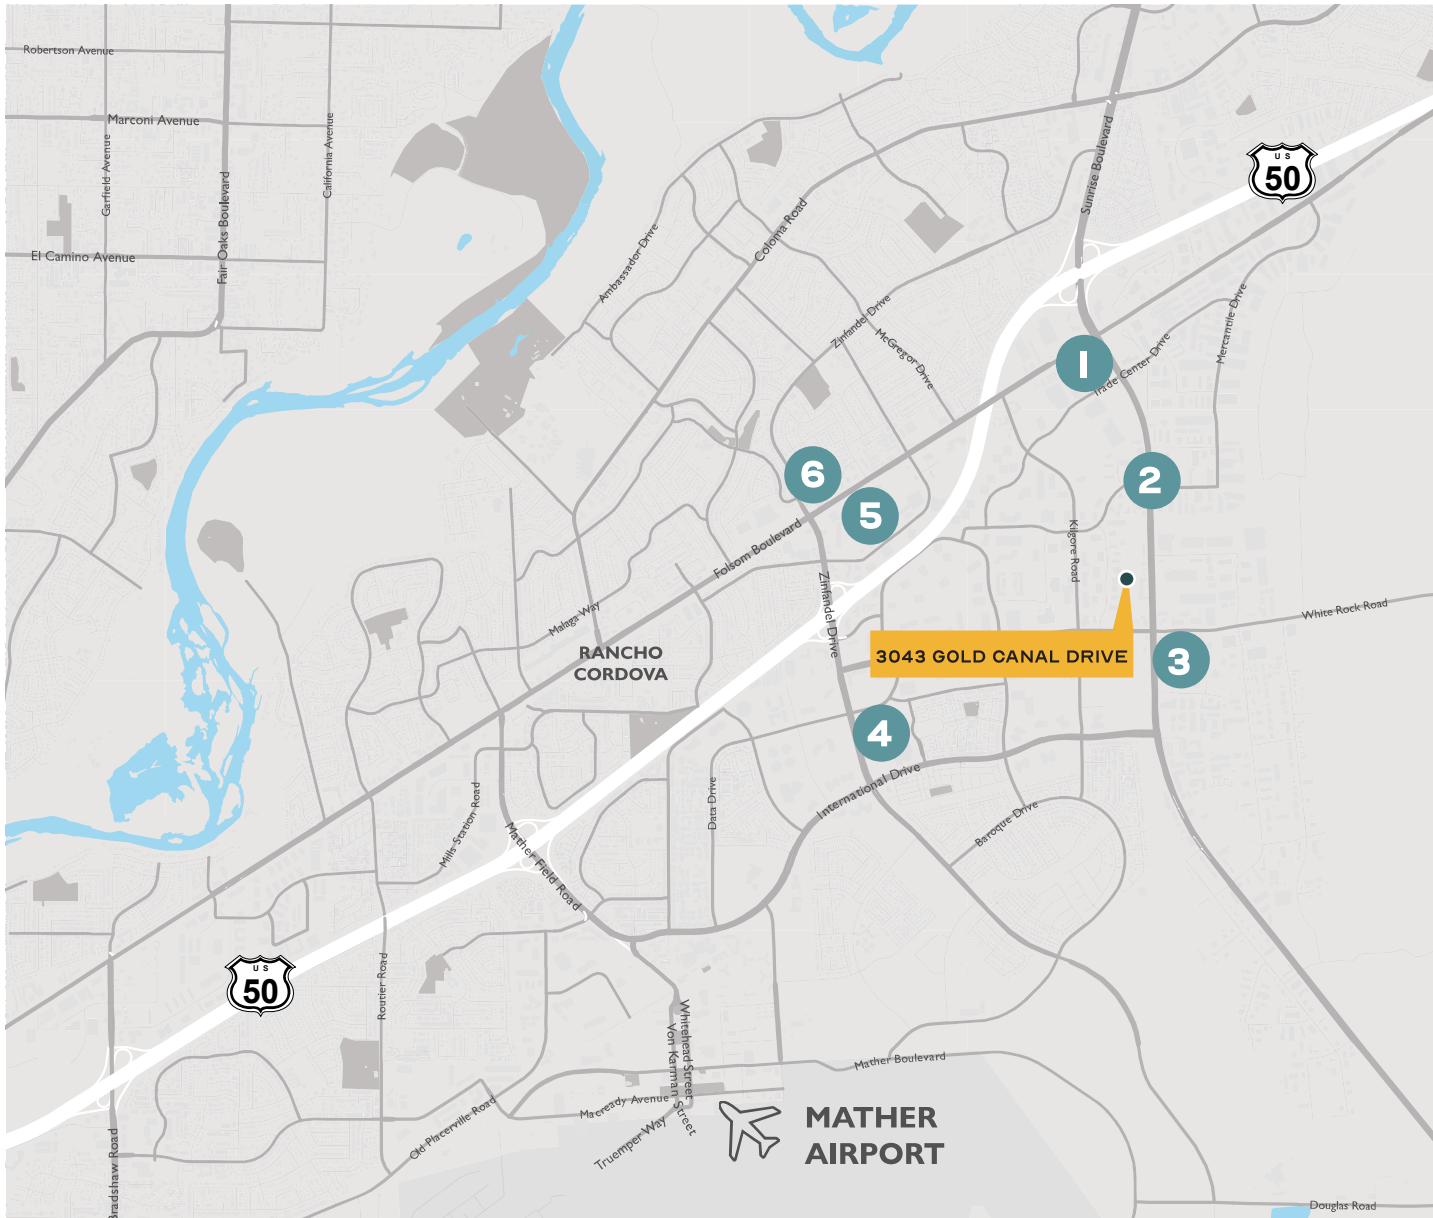 Robertson Avenue
Marconi Avenue
Garfield Avenue
California Avenue
Fair Oaks Boulevard
El Camino Avenue
Ambassador Drive
Coloma Road
Sunrise Boulevard
US
50
Zinfandel Drive
McGregor Drive
Trade Center Drive
Mercantile Drive
1
2
6
5
Folsom Boulevard
Kilgore Road
Zinfandel Drive
Malaga Way
White Rock Road
RANCHO
CORDOVA
3043 GOLD CANAL DRIVE
3
4
International Drive
Data Drive
Baroque Drive
Mills Station Road
Mather Field Road
US
50
Routier Road
Whitehead Street
Von Karman Street
Mather Boulevard
Macready Avenue
Old Placerville Road
Truemper Way
MATHER
AIRPORT
Bradshaw Road
Douglas Road